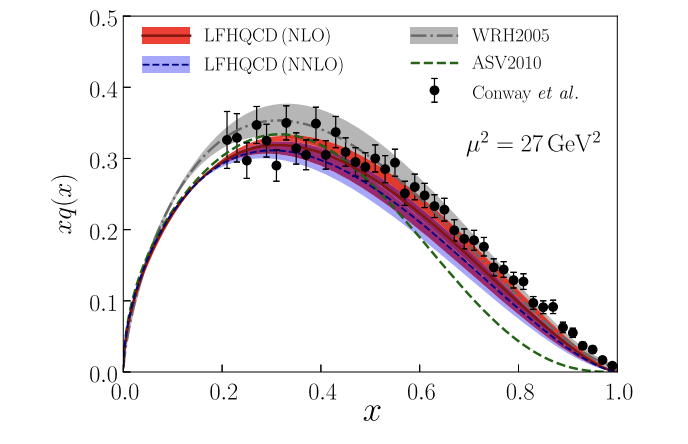 0.5
0.4
0.3
0.2
0.1
0.0
xq(x)
LFHQCD (NLO)
LFHQCD (NNLO)
WRH2005
ASV2010
Conway et al.
μ² = 27 GeV²
0.0 0.2 0.4 0.6 0.8 1.0
x